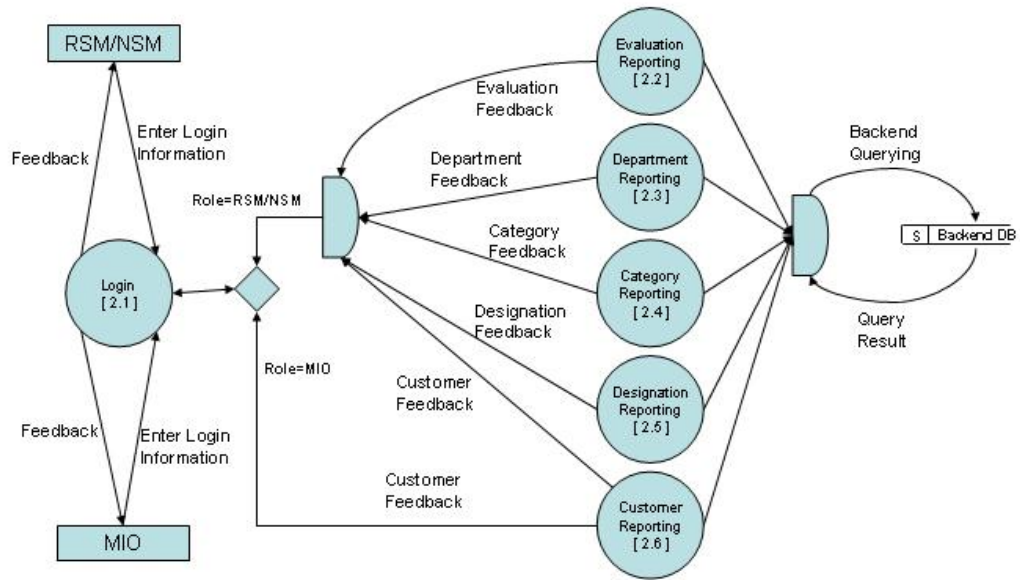 RSM/NSM
Feedback
Enter Login
Information
Login
[ 2.1 ]
Feedback
Enter Login
Information
MIO
Role=RSM/NSM
Role=MIO
Evaluation
Feedback
Department
Feedback
Category
Feedback
Designation
Feedback
Customer
Feedback
Customer
Feedback
Evaluation
Reporting
[ 2.2 ]
Department
Reporting
[ 2.3 ]
Category
Reporting
[ 2.4 ]
Designation
Reporting
[ 2.5 ]
Customer
Reporting
[ 2.6 ]
Backend
Querying
S Backend DB
Query
Result